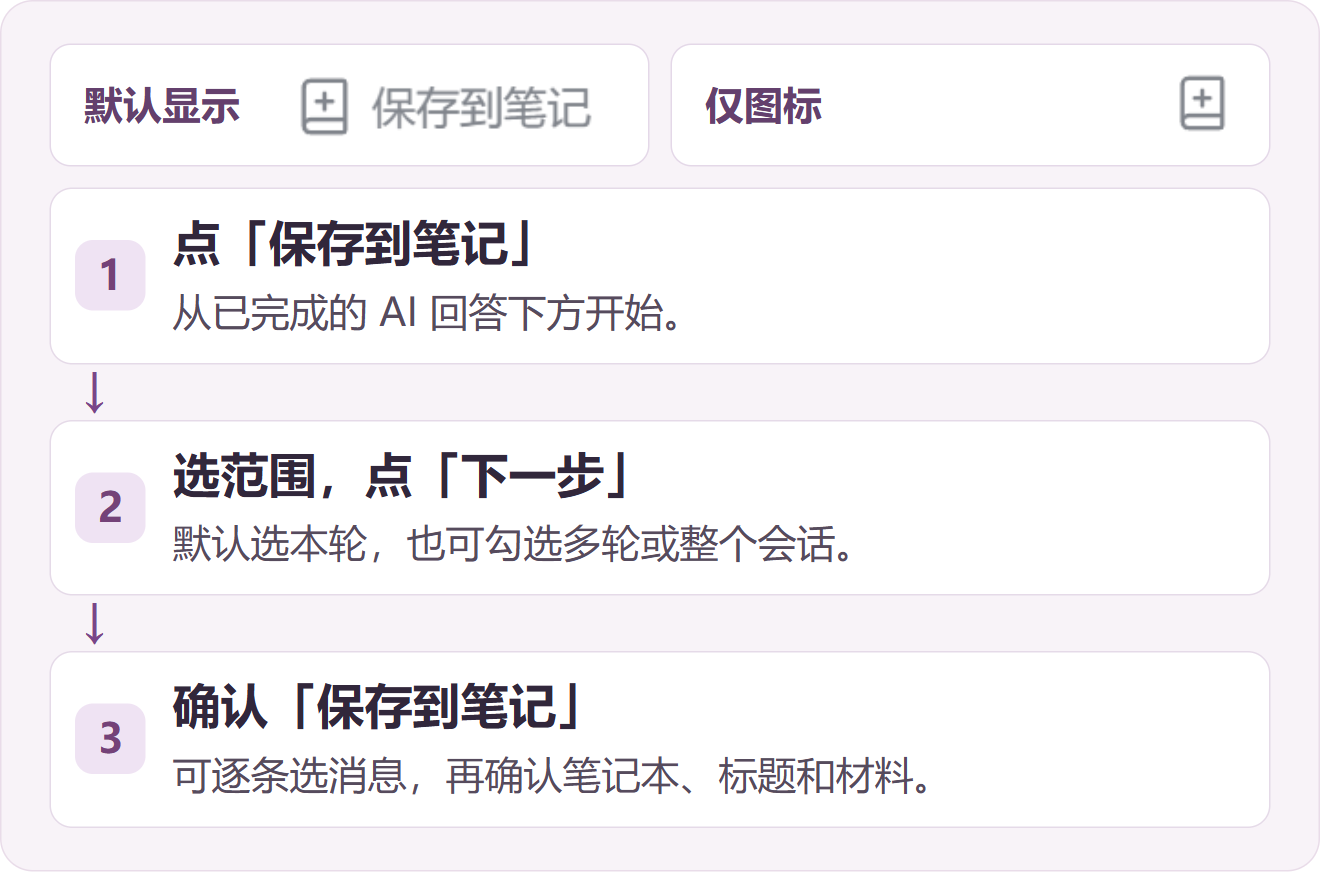 默认显示
保存到笔记
仅图标
1
点「保存到笔记」
从已完成的 AI 回答下方开始。
↓
2
选范围，点「下一步」
默认选本轮，也可勾选多轮或整个会话。
↓
3
确认「保存到笔记」
可逐条选消息，再确认笔记本、标题和材料。